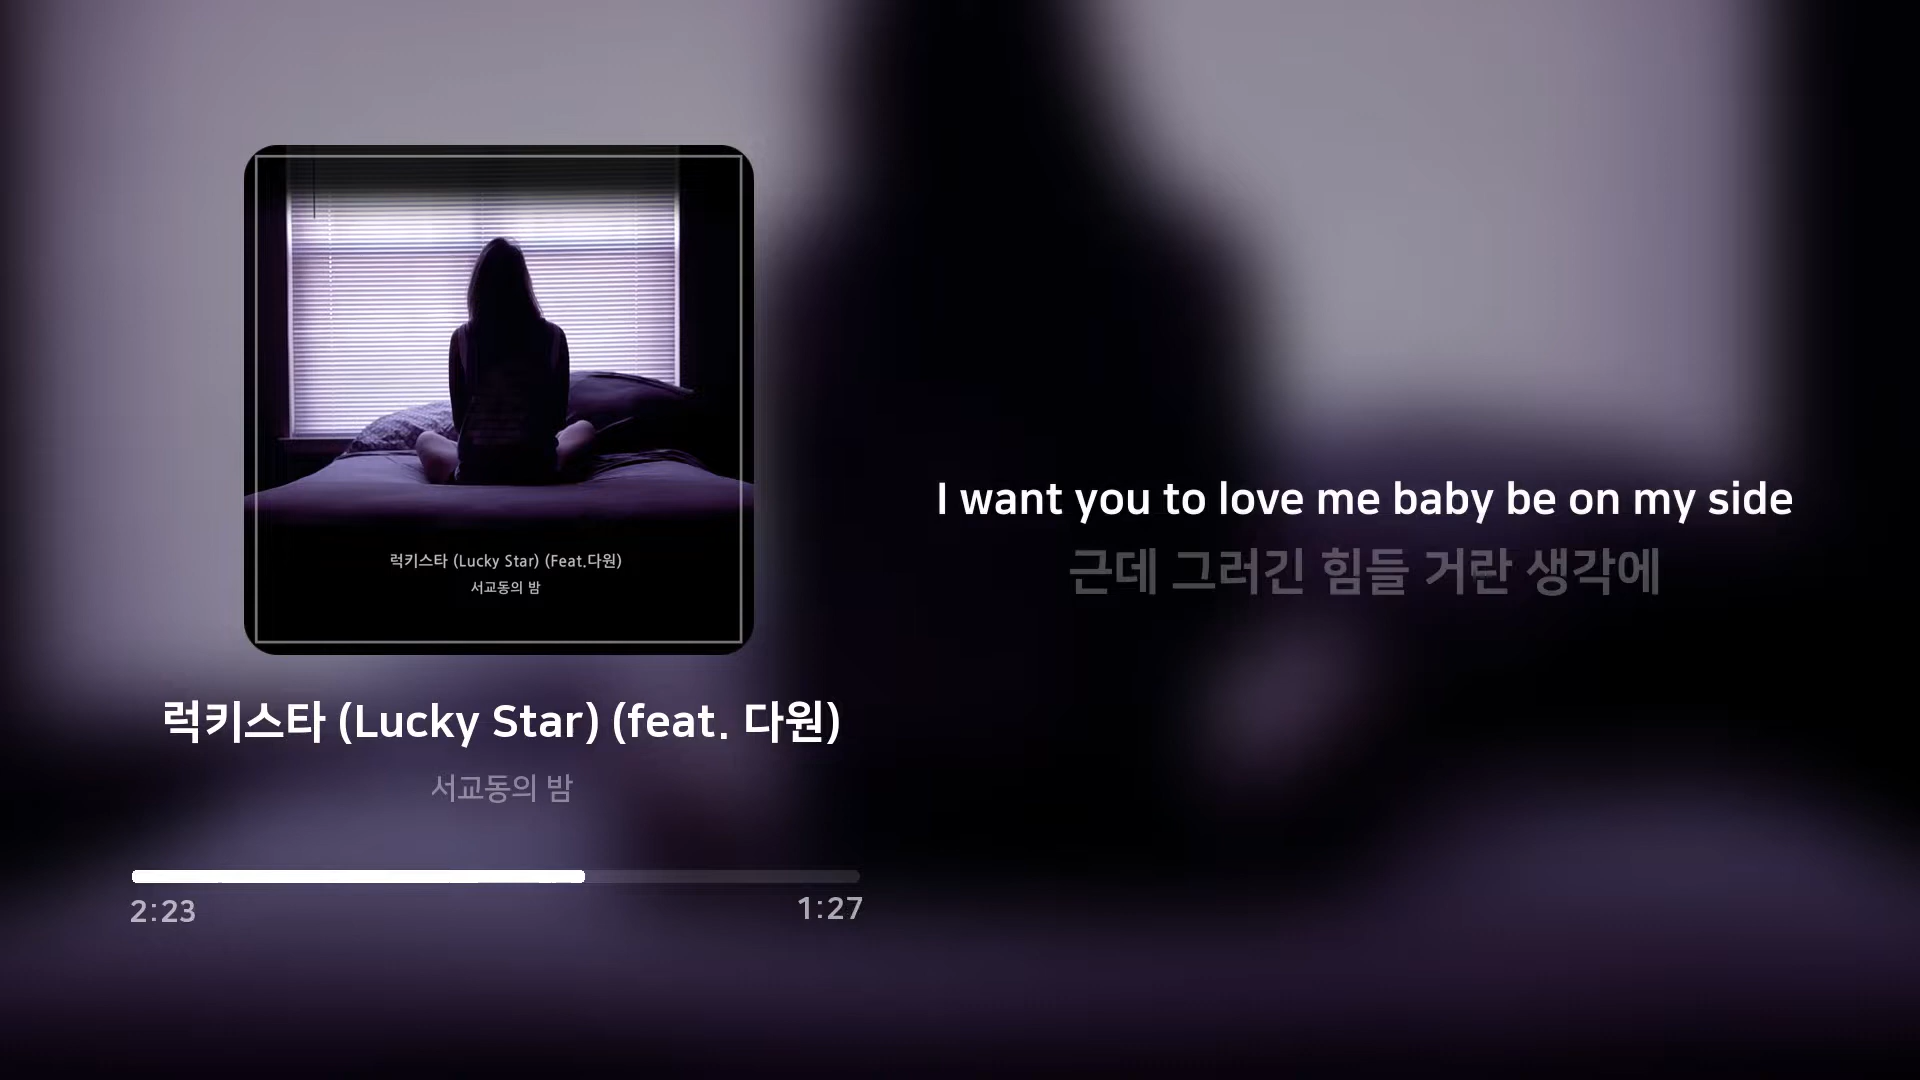 럭키스타 (Lucky Star) (Feat.다원)
서교동의 밤
럭키스타 (Lucky Star) (feat. 다원)
서교동의 밤
2:23
1:27
I want you to love me baby be on my side
근데 그러긴 힘들 거란 생각에